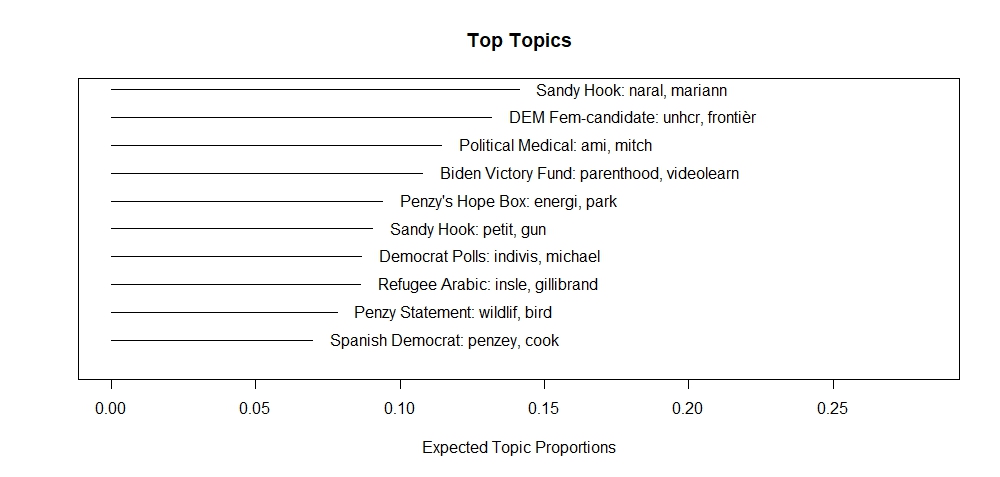 Top Topics
Sandy Hook: naral, mariann
DEM Fem-candidate: unhcr, frontièr
Political Medical: ami, mitch
Biden Victory Fund: parenthood, videolearn
Penzy's Hope Box: energi, park
Sandy Hook: petit, gun
Democrat Polls: indivis, michael
Refugee Arabic: insle, gillibrand
Penzy Statement: wildlif, bird
Spanish Democrat: penzey, cook
0.00 0.05 0.10 0.15 0.20 0.25
Expected Topic Proportions